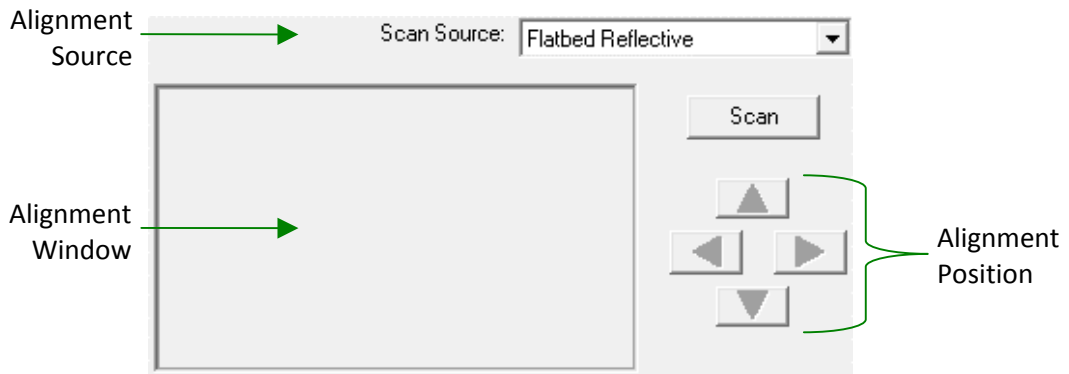 Alignment
Source
Scan Source: Flatbed Reflective
Scan
Alignment
Window
Alignment
Position